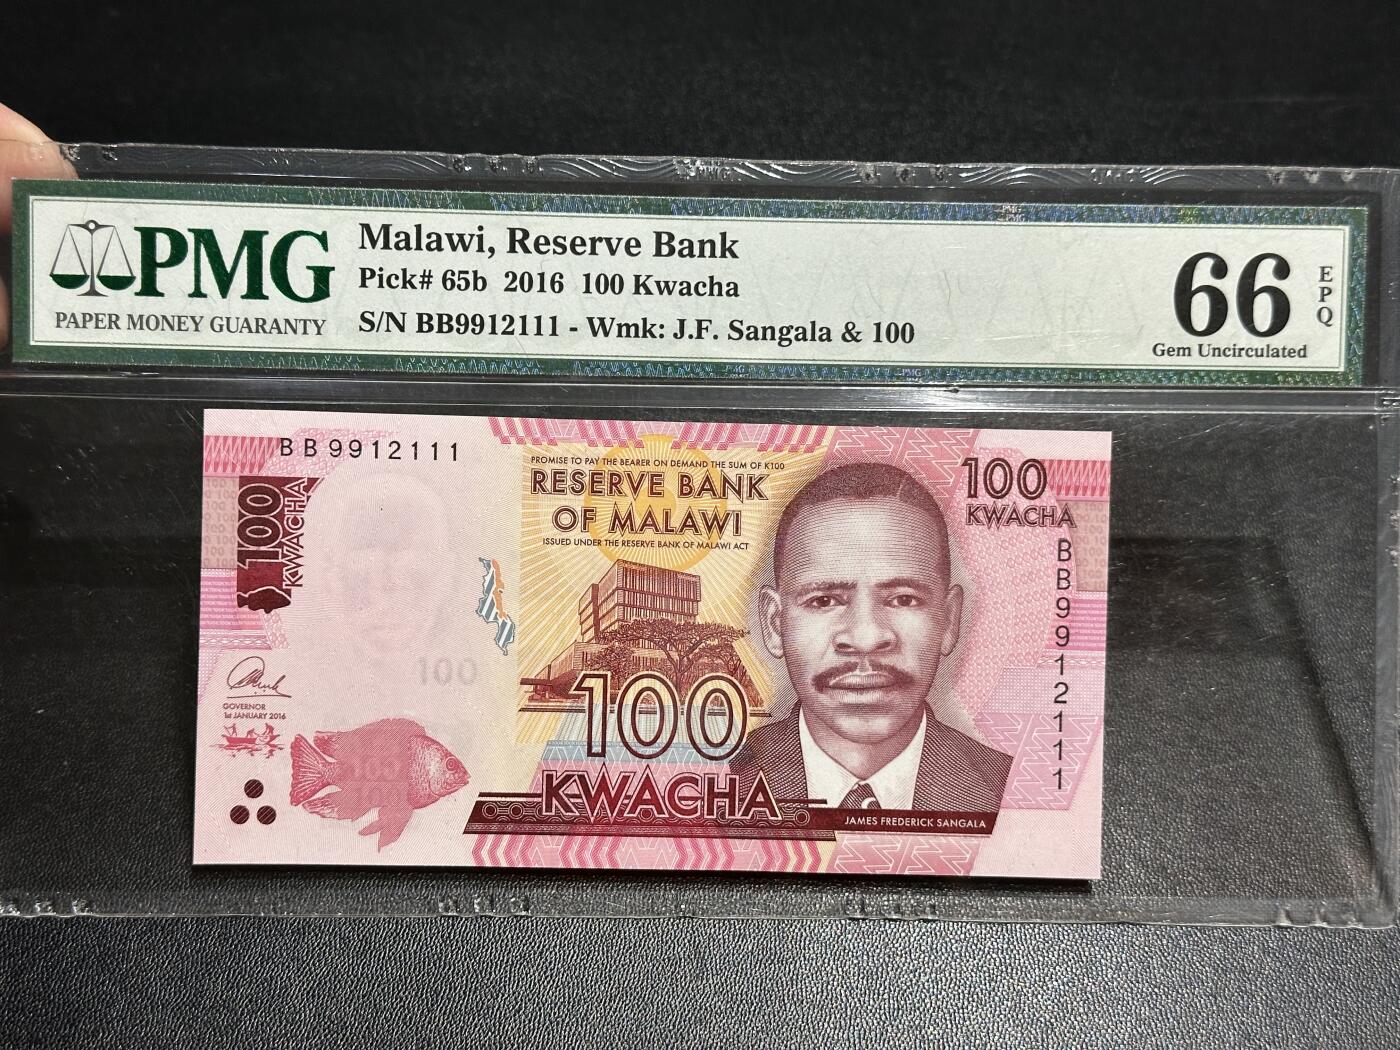 PMG
PAPER MONEY GUARANTY
Malawi, Reserve Bank
Pick# 65b 2016 100 Kwacha
S/N BB9912111 - Wmk: J.F. Sangala & 100
66
EPQ
Gem Uncirculated
BB9912111
PROMISE TO PAY THE BEARER ON DEMAND THE SUM OF K100
RESERVE BANK
OF MALAWI
ISSUED UNDER THE RESERVE BANK OF MALAWI ACT
100
KWACHA
100
KWACHA
BB9912111
100
GOVERNOR
1st JANUARY 2016
100
KWACHA
JAMES FREDERICK SANGALA